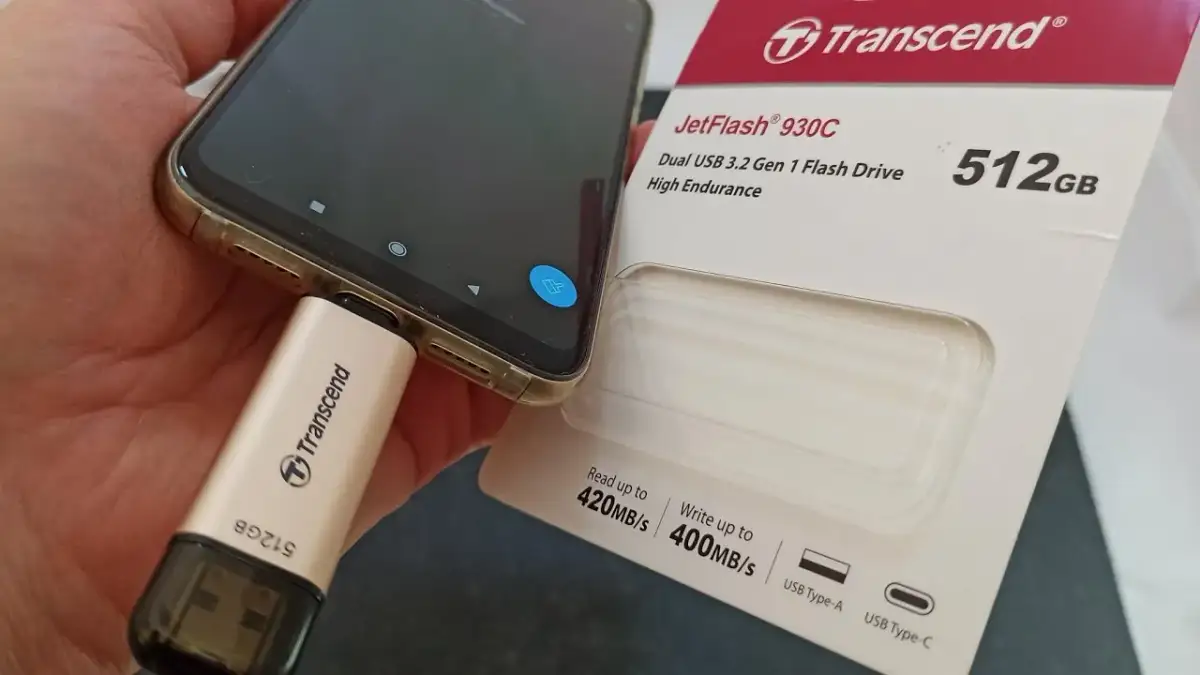 Transcend®
JetFlash® 930C
Dual USB 3.2 Gen 1 Flash Drive
High Endurance
512GB
Read up to
420MB/s
Write up to
400MB/s
USB Type-A
USB Type-C
Transcend
512GB